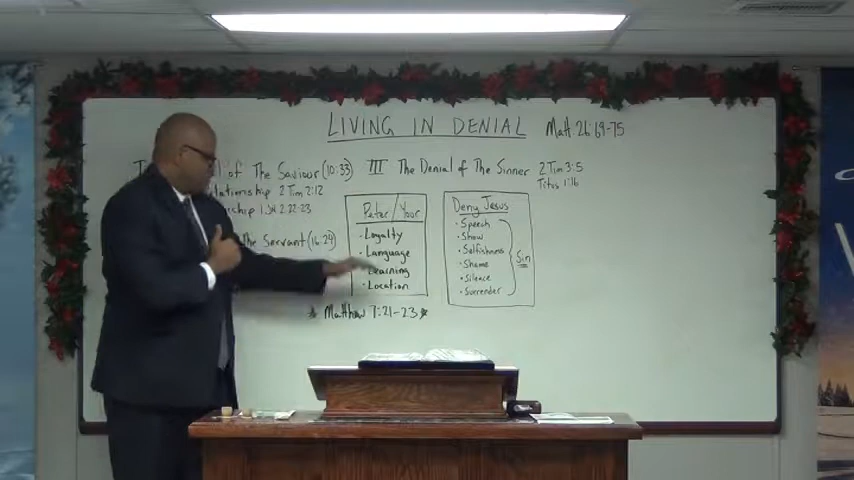 LIVING IN DENIAL Matt 26:69-75
of The Saviour (10:33)
2 Tim 2:12
1 Jn 2:22-23
The Servant (16:24)
III The Denial of The Sinner 2 Tim 3:5
Titus 1:16
Peter/Your
• Loyalty
• Language
• Learning
• Location
Deny Jesus
• Speech
• Show
• Selfishness
• Shame
• Silence
• Surrender
Sin
Matthew 7:21-23